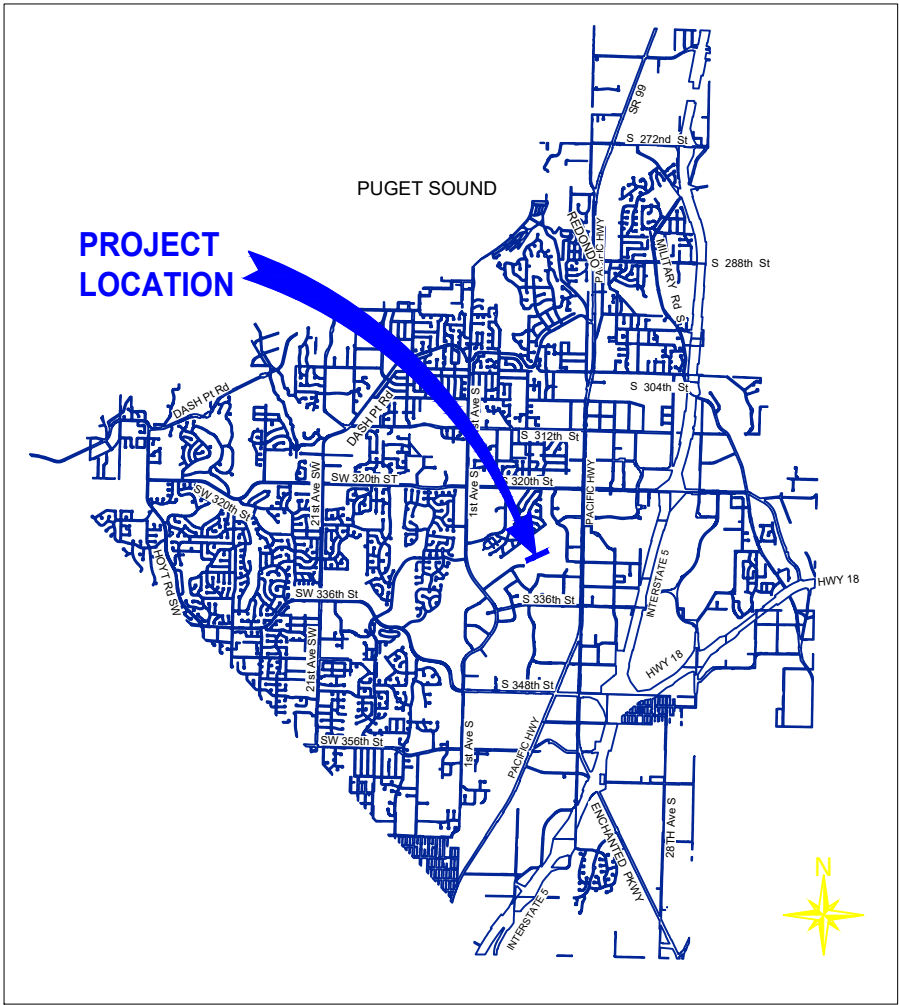 SR 99
S 272nd St
PUGET SOUND
REDONDO
PACIFIC HWY
MILITARY Rd S
S 288th St
PROJECT
LOCATION
S 304th St
DASH Pt Rd
DASH Pt Rd
1st Ave S
S 312th St
SW 320th ST
S 320th St
SW 320th St
21st Ave SW
1st Ave S
PACIFIC HWY
INTERSTATE 5
HOYT Rd SW
SW 336th St
S 336th St
HWY 18
HWY 18
21st Ave SW
S 348th St
SW 356th St
1st Ave S
PACIFIC HWY
ENCHANTED PKWY
28TH Ave S
INTERSTATE 5
N